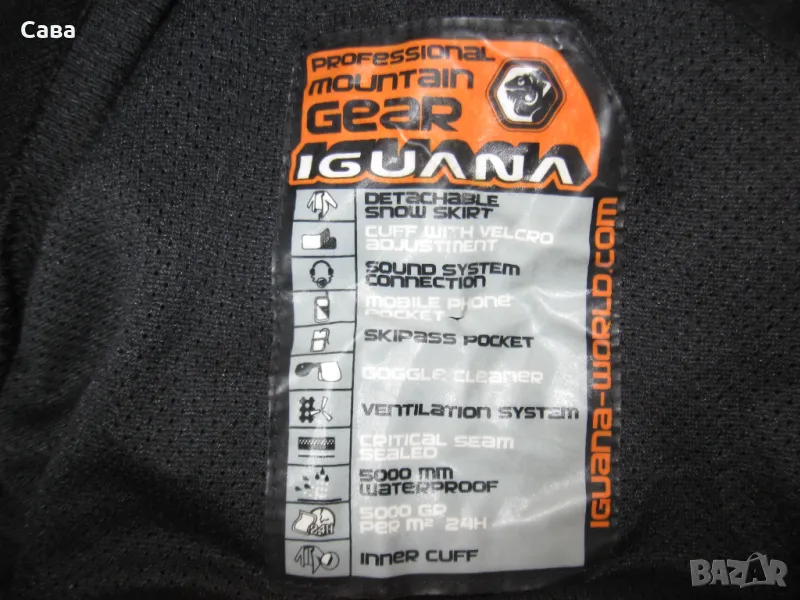 Сава
PROFESSIONAL
MOUNTAIN
GEAR
IGUANA
DETACHABLE
SNOW SKIRT
CUFF WITH VELCRO
ADJUSTMENT
SOUND SYSTEM
CONNECTION
MOBILE PHONE
POCKET
SKIPASS POCKET
GOGGLE CLEANER
VENTILATION SYSTEM
CRITICAL SEAM
SEALED
5000 MM
WATERPROOF
24H
5000 GR
PER M² 24H
INNER CUFF
IGUANA-WORLD.COM
BAZAR